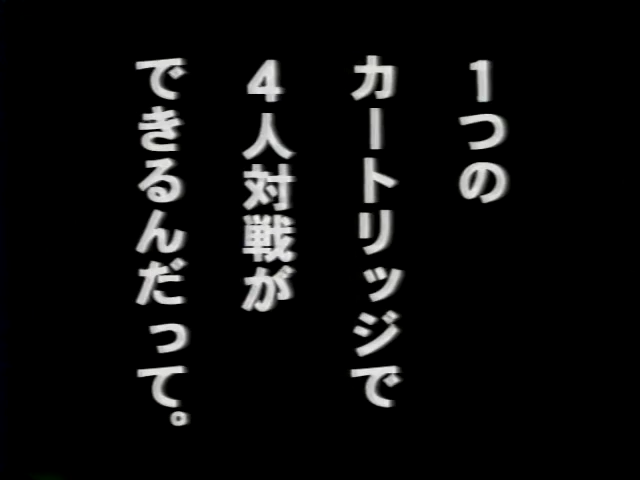 1つの
カートリッジで
4人対戦が
できるんだって。